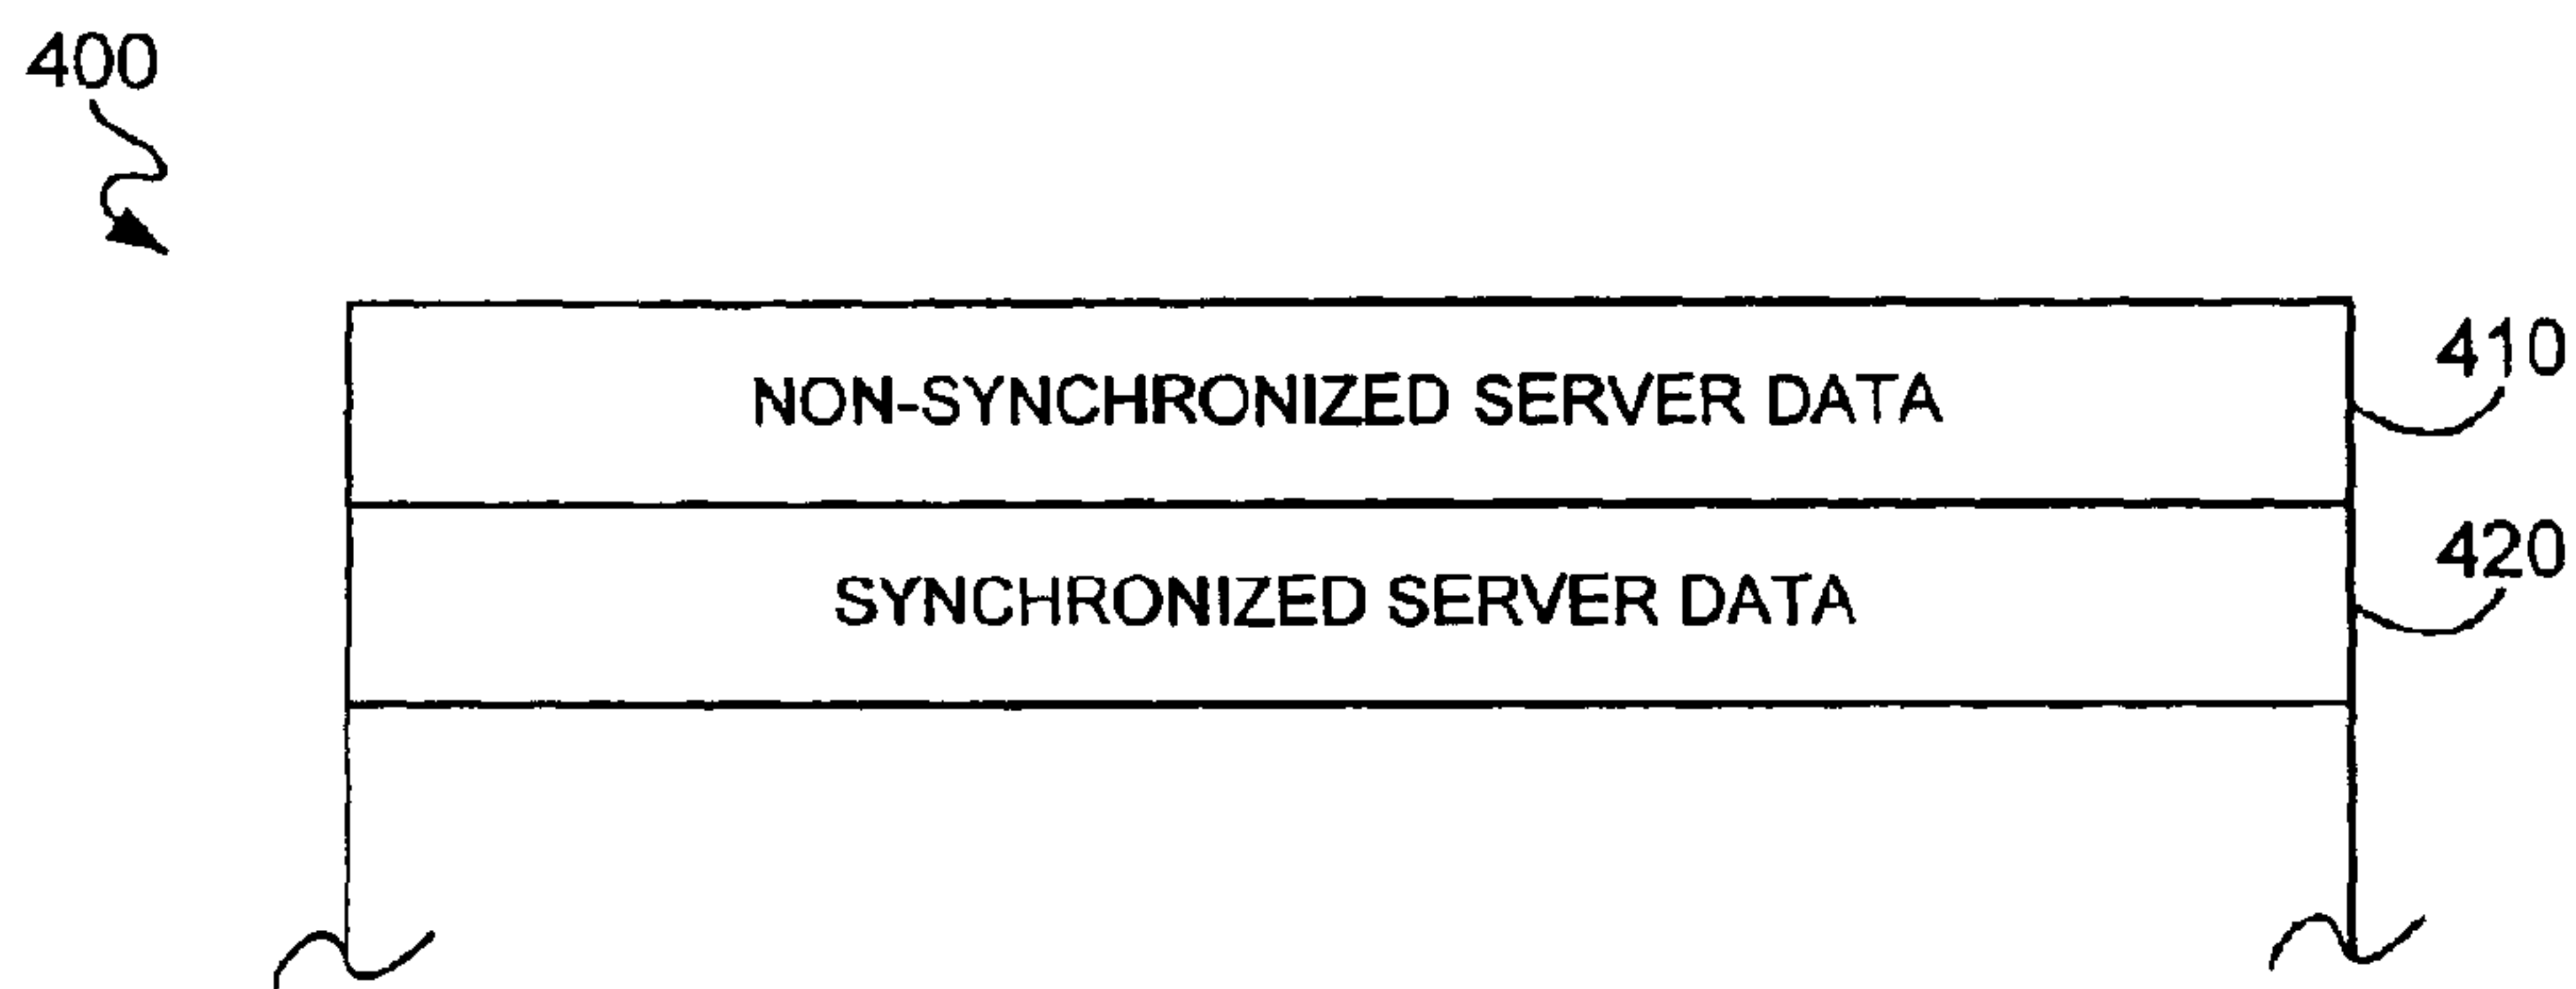 400
NON-SYNCHRONIZED SERVER DATA
410
SYNCHRONIZED SERVER DATA
420